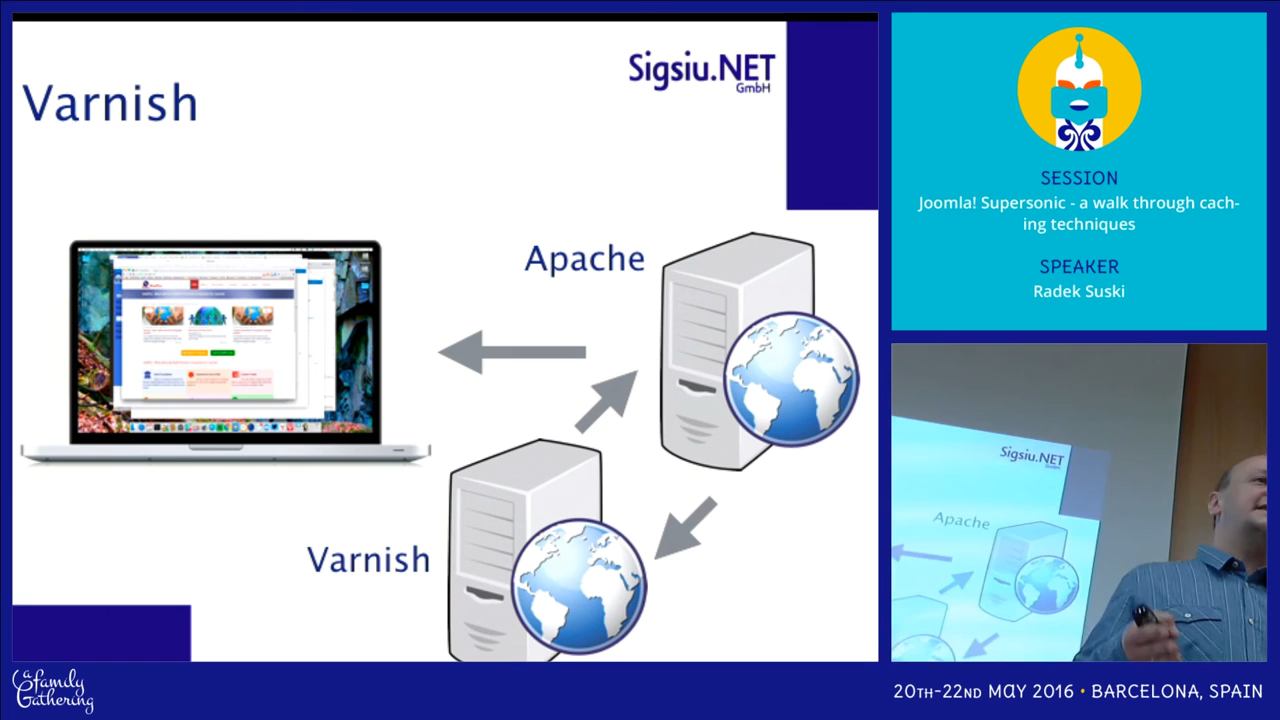 Varnish
Sigsiu.NET
GmbH
Apache
Varnish
SESSION
Joomla! Supersonic - a walk through cach-
ing techniques
SPEAKER
Radek Suski
Sigsiu.NET
GmbH
Apache
a family
Gathering
20TH-22ND MAY 2016 • BARCELONA, SPAIN